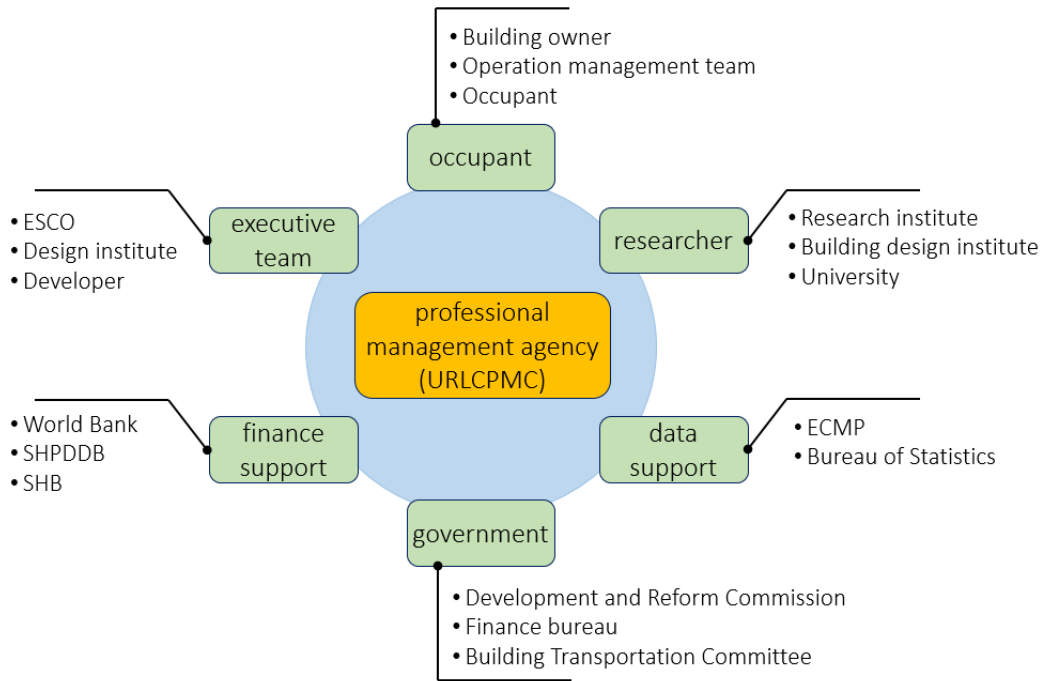 • Building owner
• Operation management team
• Occupant
occupant
• ESCO
• Design institute
• Developer
executive
team
researcher
• Research institute
• Building design institute
• University
professional
management agency
(URLCPMC)
• World Bank
• SHPDDB
• SHB
finance
support
data
support
• ECMP
• Bureau of Statistics
government
• Development and Reform Commission
• Finance bureau
• Building Transportation Committee